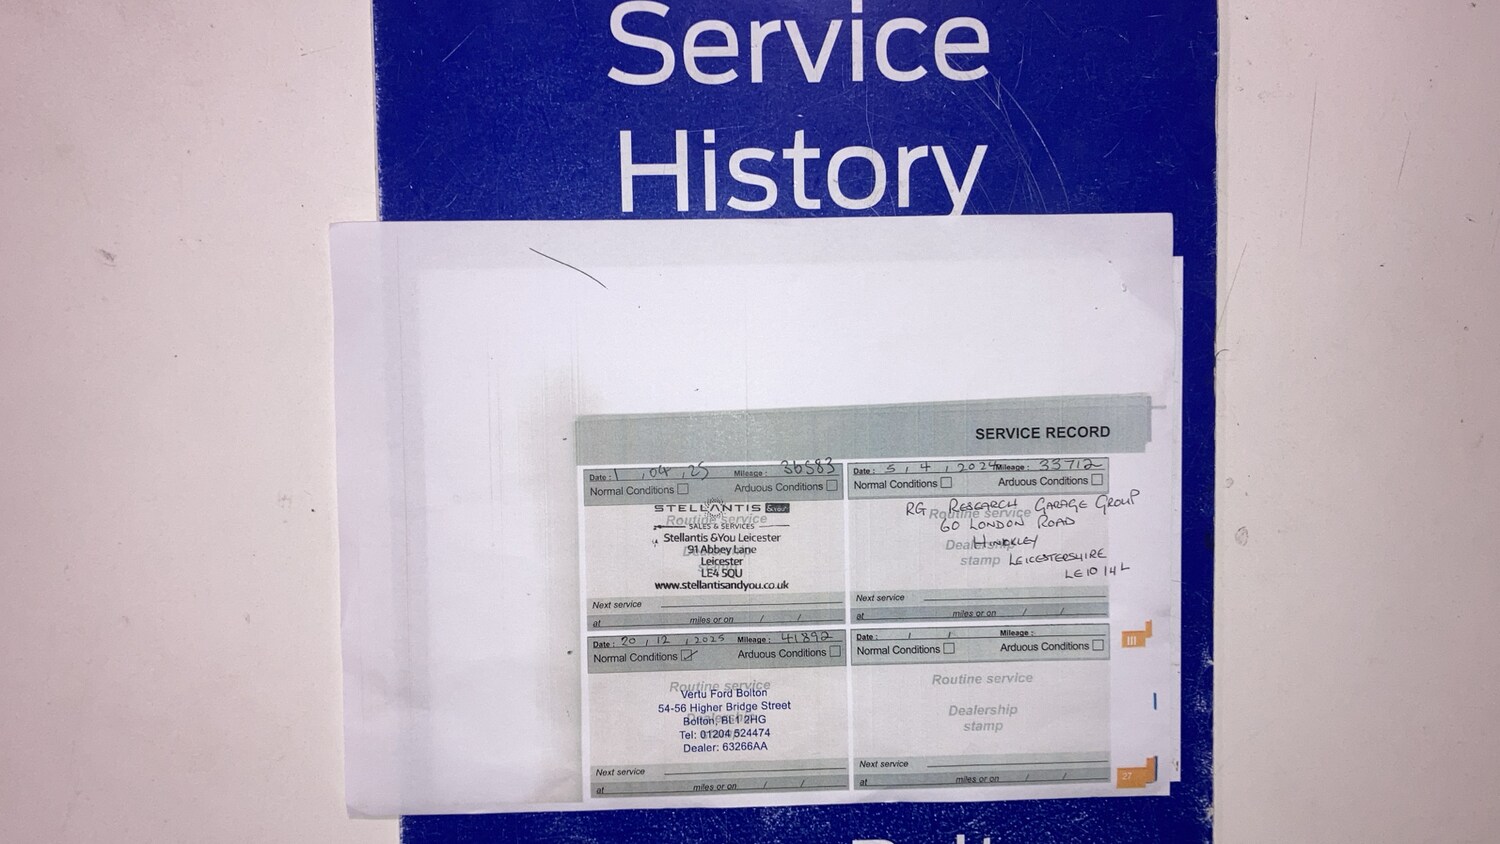 Service
History
SERVICE RECORD
Date: 1 , 04 , 25 Mileage: 36583
Normal Conditions Arduous Conditions
STELLANTIS &YOU
Routine service
SALES & SERVICES
Stellantis &You Leicester
91 Abbey Lane
Leicester
LE4 5QU
www.stellantisandyou.co.uk
Next service
at miles or on / /
Date: 5 , 4 , 2024 Mileage: 33712
Normal Conditions Arduous Conditions
RG RESEARCH GARAGE GROUP
Routine service
60 LONDON ROAD
HINCKLEY
Dealership
stamp
LEICESTERSHIRE
LE10 1HL
Next service
at miles or on / /
Date: 20 , 12 , 2025 Mileage: 41892
Normal Conditions Arduous Conditions
Routine service
Vertu Ford Bolton
54-56 Higher Bridge Street
Bolton, BL1 2HG
Tel: 01204 524474
Dealer: 63266AA
Next service
at miles or on / /
Date: / / Mileage:
Normal Conditions Arduous Conditions
Routine service
Dealership
stamp
Next service
at miles or on / /
III
27